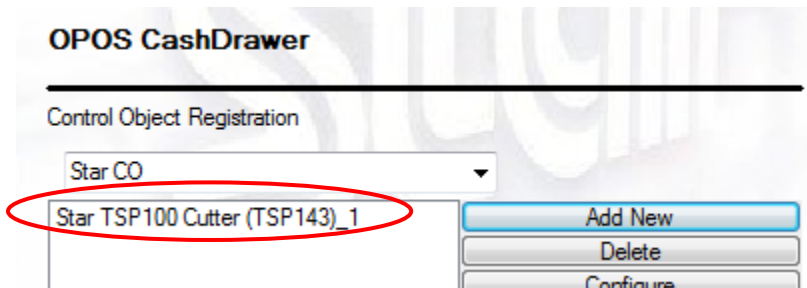 OPOS CashDrawer
Control Object Registration
Star CO
Star TSP100 Cutter (TSP143)_1
Add New
Delete
Configure